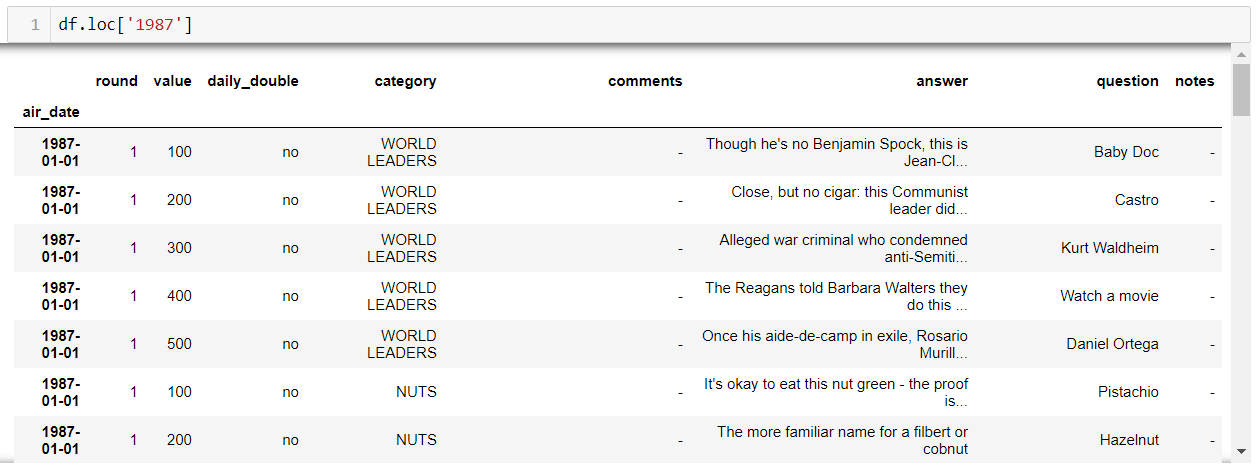 1 df.loc['1987']
round value daily_double category comments answer question notes
air_date
1987-
01-01 1 100 no WORLD
LEADERS - Though he's no Benjamin Spock, this is
Jean-Cl... Baby Doc -
1987-
01-01 1 200 no WORLD
LEADERS - Close, but no cigar: this Communist
leader did... Castro -
1987-
01-01 1 300 no WORLD
LEADERS - Alleged war criminal who condemned
anti-Semiti... Kurt Waldheim -
1987-
01-01 1 400 no WORLD
LEADERS - The Reagans told Barbara Walters they
do this ... Watch a movie -
1987-
01-01 1 500 no WORLD
LEADERS - Once his aide-de-camp in exile, Rosario
Murill... Daniel Ortega -
1987-
01-01 1 100 no NUTS - It's okay to eat this nut green - the proof
is... Pistachio -
1987-
01-01 1 200 no NUTS - The more familiar name for a filbert or
cobnut Hazelnut -